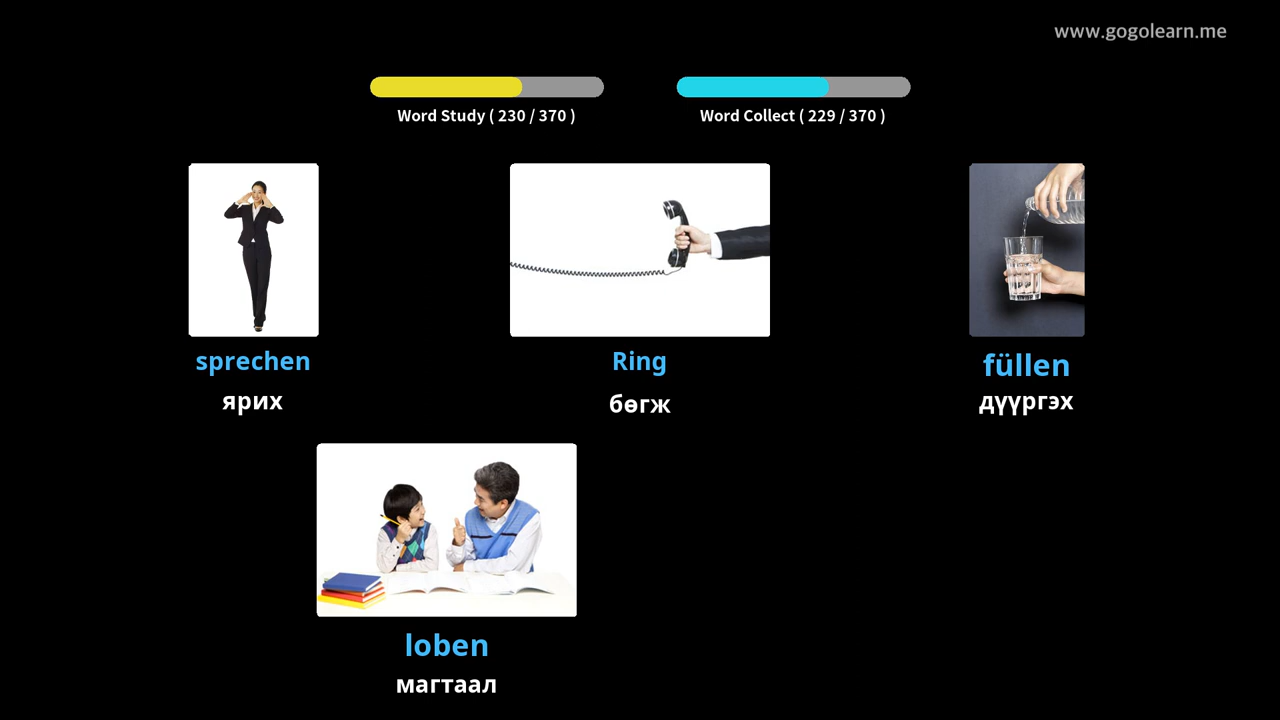 www.gogolearn.me
Word Study ( 230 / 370 )
Word Collect ( 229 / 370 )
sprechen
ярих
Ring
бөгж
füllen
дүүргэх
loben
магтаал